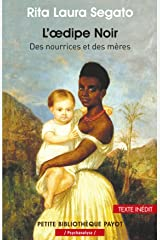 Rita Laura Segato
L'œdipe Noir
Des nourrices et des mères
TEXTE INÉDIT
PETITE BIBLIOTHÈQUE PAYOT
/ Psychanalyse /